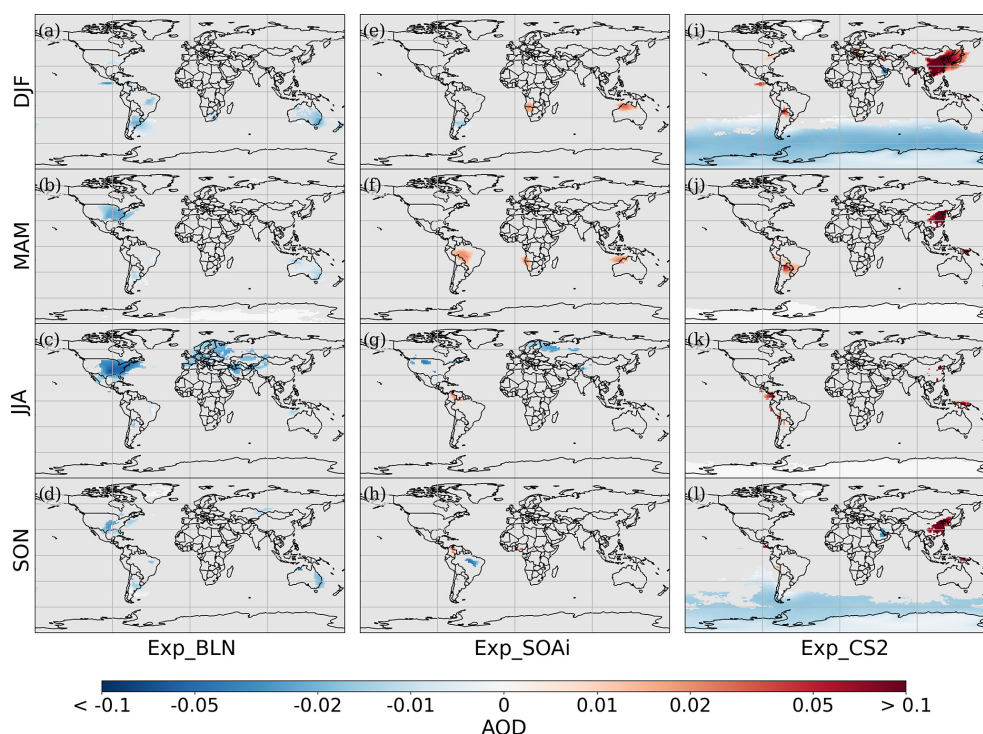 (a) (e) (i)
DJF
(b) (f) (j)
MAM
(c) (g) (k)
JJA
(d) (h) (l)
SON
Exp_BLN Exp_SOAi Exp_CS2
< -0.1 -0.05 -0.02 -0.01 0 0.01 0.02 0.05 > 0.1
AOD